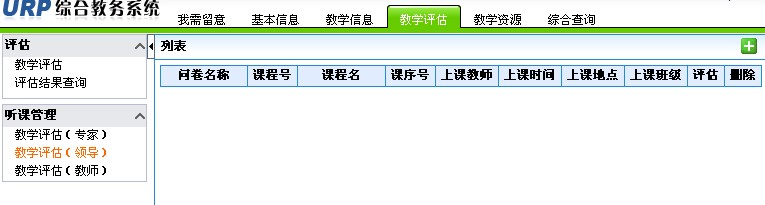 URP综合教务系统
我需留意 基本信息 教学信息 教学评估 教学资源 综合查询
评估
教学评估
评估结果查询
听课管理
教学评估(专家)
教学评估(领导)
教学评估(教师)
列表
问卷名称 课程号 课程名 课序号 上课教师 上课时间 上课地点 上课班级 评估 删除